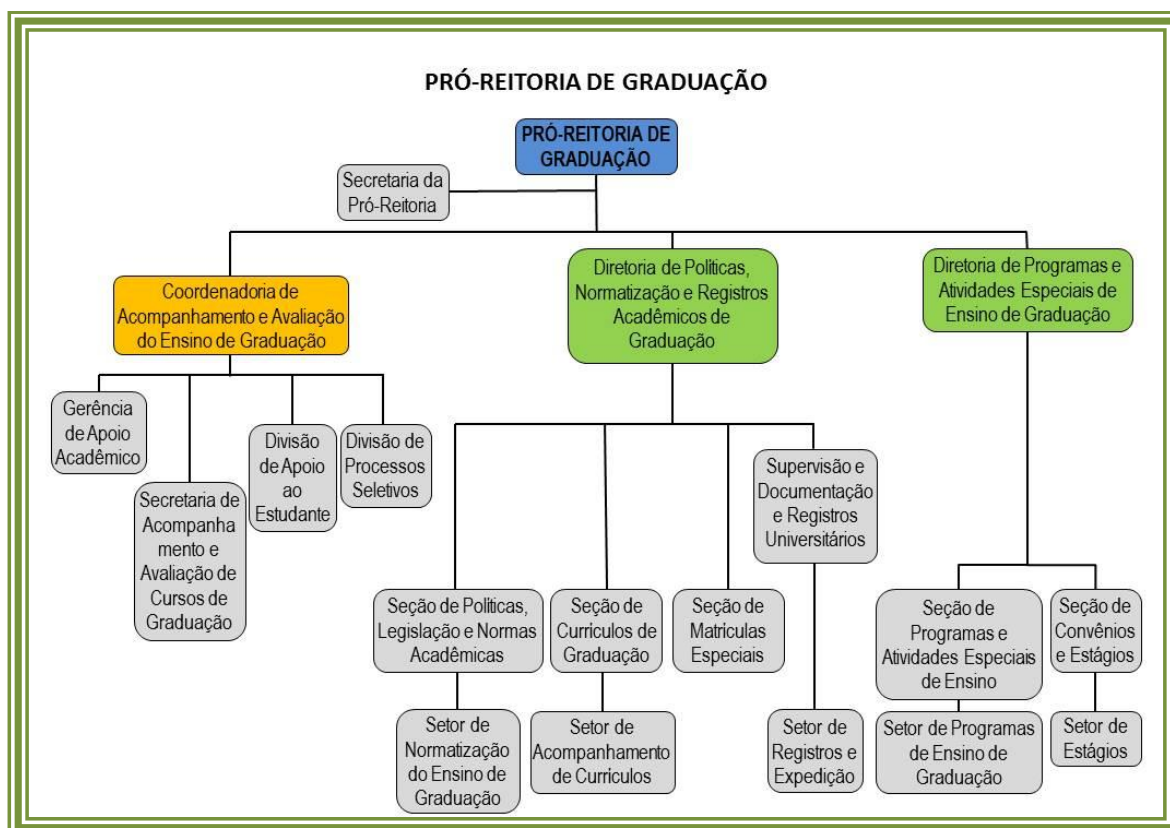 PRÓ-REITORIA DE GRADUAÇÃO
PRÓ-REITORIA DE
GRADUAÇÃO
Secretaria da
Pró-Reitoria
Coordenadoria de
Acompanhamento e Avaliação
do Ensino de Graduação
Diretoria de Políticas,
Normatização e Registros
Acadêmicos de
Graduação
Diretoria de Programas e
Atividades Especiais de
Ensino de Graduação
Gerência
de Apoio
Acadêmico
Secretaria de
Acompanha
mento e
Avaliação de
Cursos de
Graduação
Divisão
de Apoio
ao
Estudante
Divisão de
Processos
Seletivos
Supervisão e
Documentação
e Registros
Universitários
Seção de Políticas,
Legislação e Normas
Acadêmicas
Seção de
Currículos de
Graduação
Seção de
Matrículas
Especiais
Seção de
Programas e
Atividades Especiais
de Ensino
Seção de
Convênios
e Estágios
Setor de
Normatização
do Ensino de
Graduação
Setor de
Acompanhamento
de Currículos
Setor de
Registros e
Expedição
Setor de Programas
de Ensino de
Graduação
Setor de
Estágios